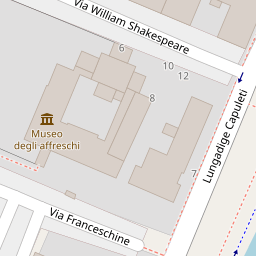 Via William Shakespeare
6
10
12
8
Museo
degli affreschi
Lungadige Capuleti
7
Via Franceschine